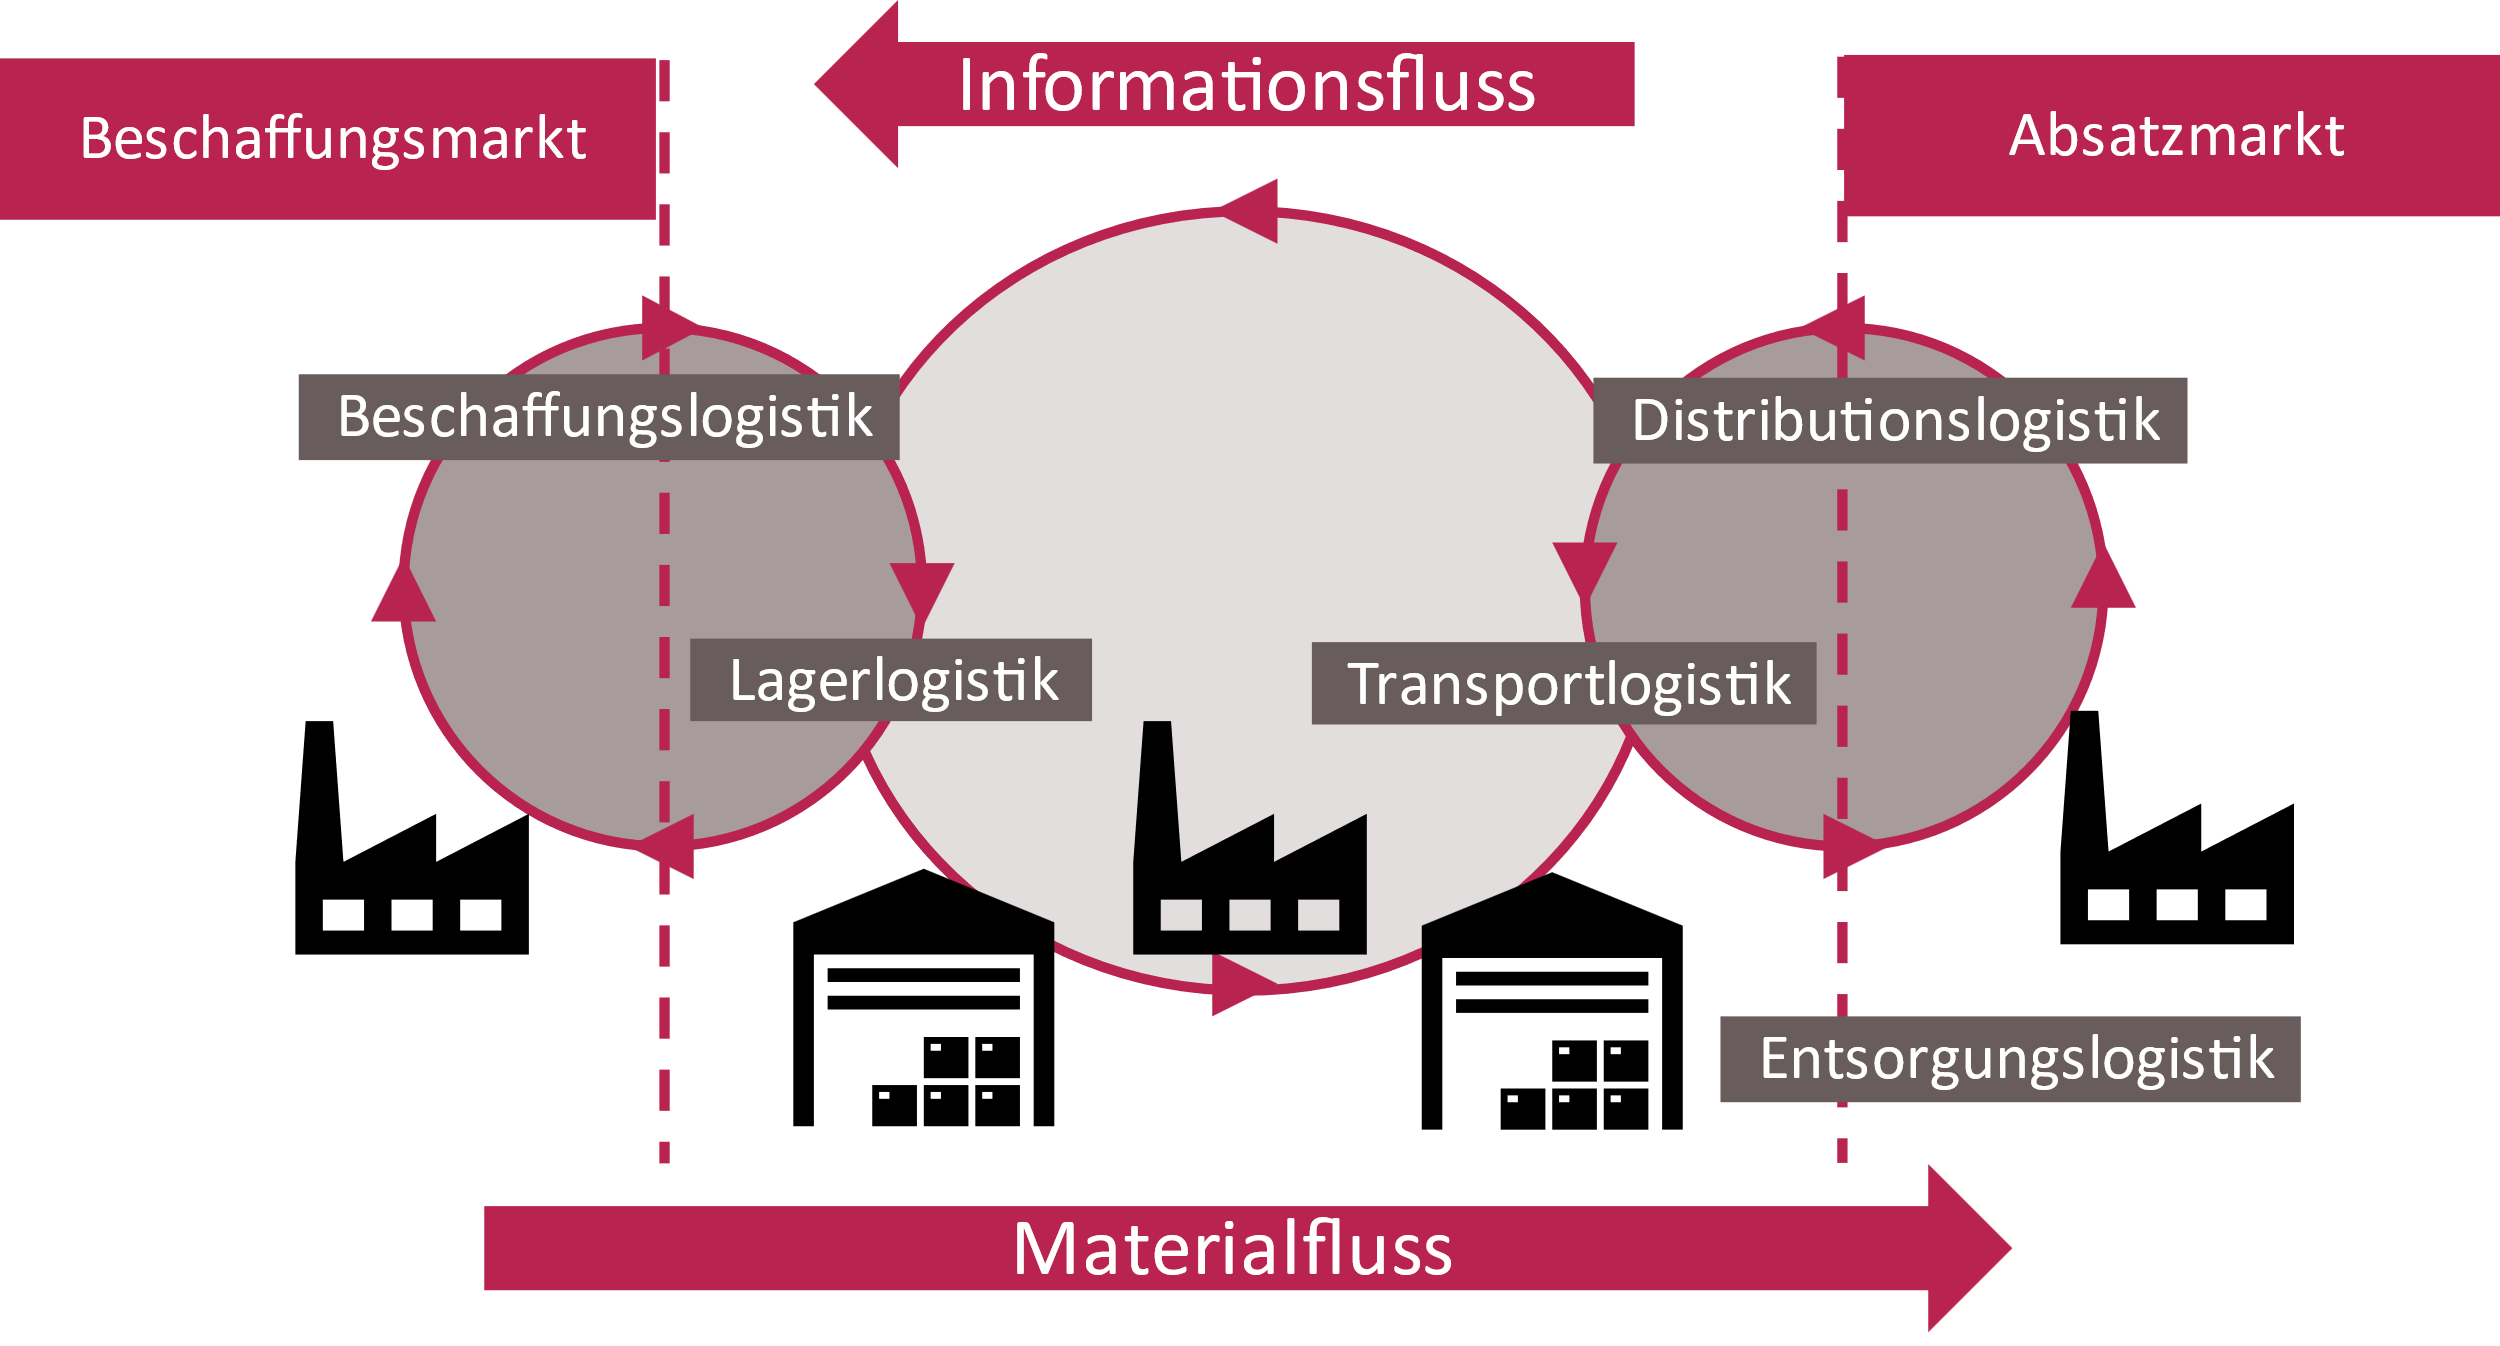 Informationsfluss
Beschaffungsmarkt
Absatzmarkt
Beschaffungslogistik
Distributionslogistik
Lagerlogistik
Transportlogistik
Entsorgungslogistik
Materialfluss